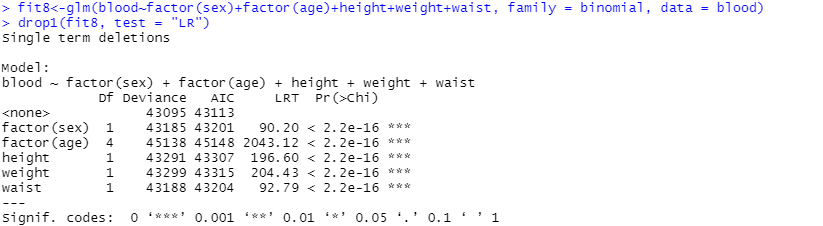 > fit8<-glm(blood~factor(sex)+factor(age)+height+weight+waist, family = binomial, data = blood)
> drop1(fit8, test = "LR")
Single term deletions

Model:
blood ~ factor(sex) + factor(age) + height + weight + waist
            Df Deviance   AIC     LRT  Pr(>Chi)
<none>           43095 43113
factor(sex)  1    43185 43201   90.20 < 2.2e-16 ***
factor(age)  4    45138 45148 2043.12 < 2.2e-16 ***
height       1    43291 43307  196.60 < 2.2e-16 ***
weight       1    43299 43315  204.43 < 2.2e-16 ***
waist        1    43188 43204   92.79 < 2.2e-16 ***
---
Signif. codes:  0 ‘***’ 0.001 ‘**’ 0.01 ‘*’ 0.05 ‘.’ 0.1 ‘ ’ 1